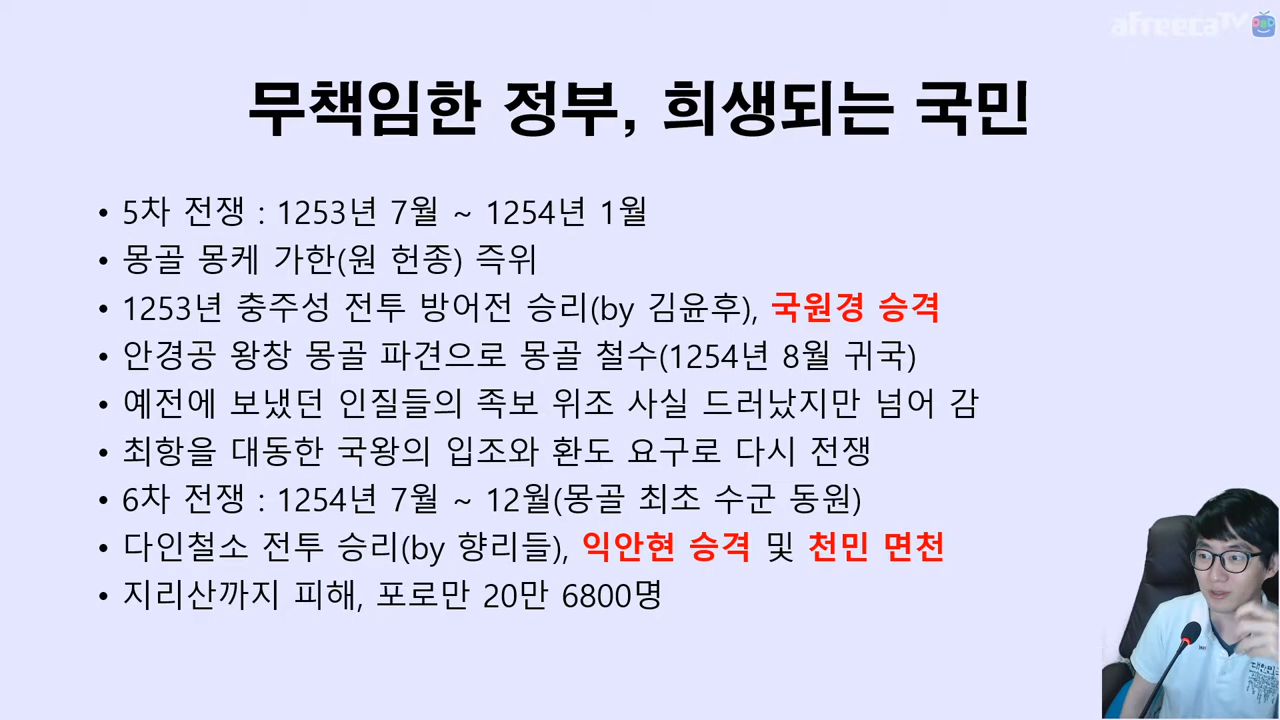 afreecaTV
무책임한 정부, 희생되는 국민
• 5차 전쟁 : 1253년 7월 ~ 1254년 1월
• 몽골 몽케 가한(원 헌종) 즉위
• 1253년 충주성 전투 방어전 승리(by 김윤후), 국원경 승격
• 안경공 왕창 몽골 파견으로 몽골 철수(1254년 8월 귀국)
• 예전에 보냈던 인질들의 족보 위조 사실 드러났지만 넘어 감
• 최항을 대동한 국왕의 입조와 환도 요구로 다시 전쟁
• 6차 전쟁 : 1254년 7월 ~ 12월(몽골 최초 수군 동원)
• 다인철소 전투 승리(by 향리들), 익안현 승격 및 천민 면천
• 지리산까지 피해, 포로만 20만 6800명